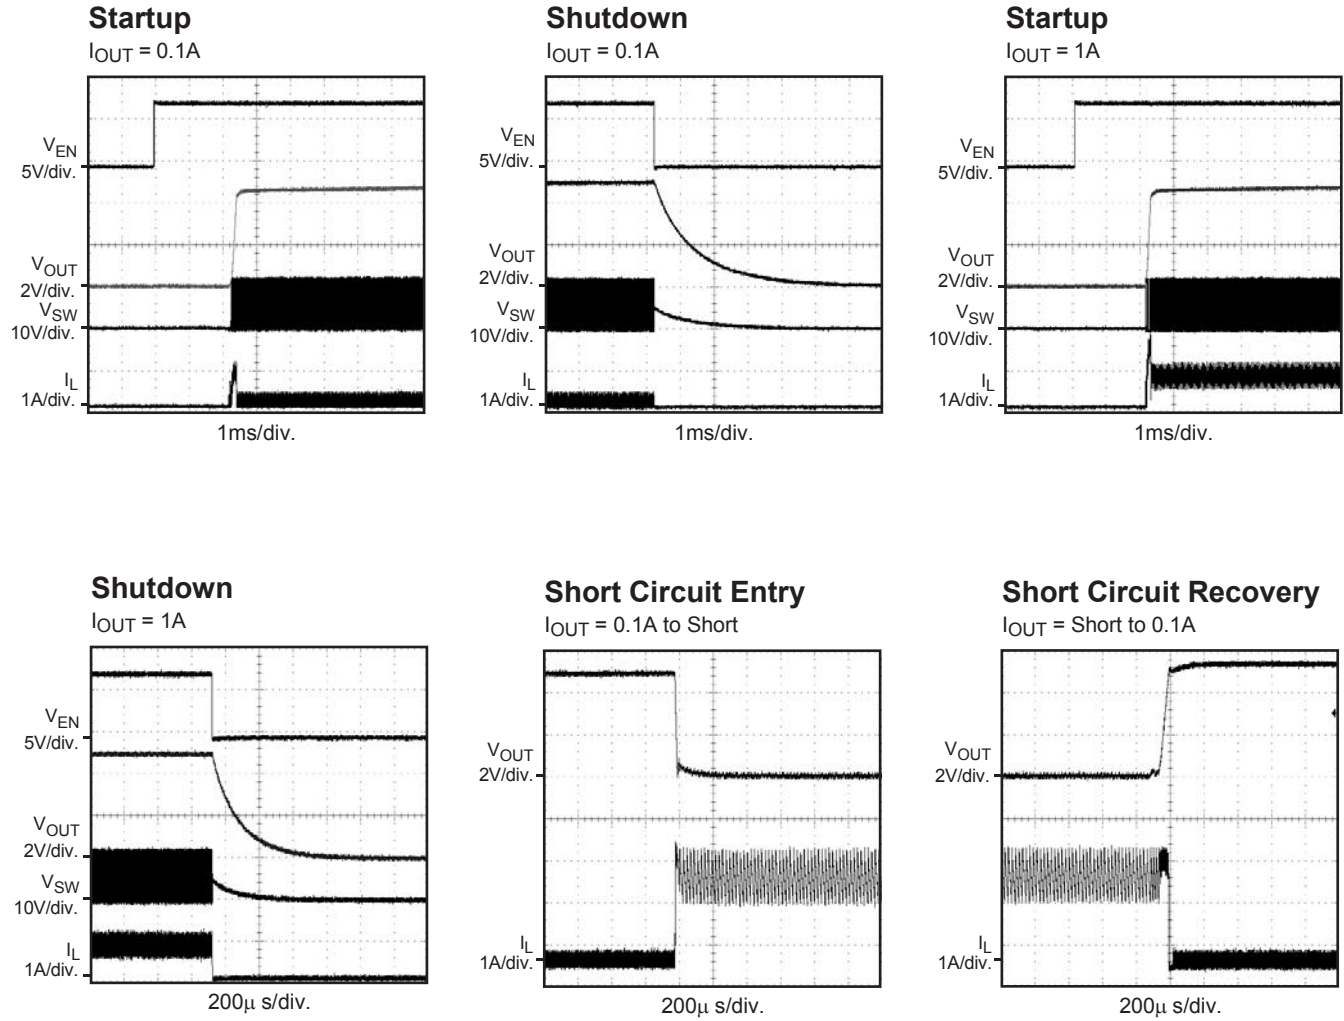 Startup
IOUT = 0.1A
VEN
5V/div.
VOUT
2V/div.
VSW
10V/div.
IL
1A/div.
1ms/div.
Shutdown
IOUT = 0.1A
VEN
5V/div.
VOUT
2V/div.
VSW
10V/div.
IL
1A/div.
1ms/div.
Startup
IOUT = 1A
VEN
5V/div.
VOUT
2V/div.
VSW
10V/div.
IL
1A/div.
1ms/div.
Shutdown
IOUT = 1A
VEN
5V/div.
VOUT
2V/div.
VSW
10V/div.
IL
1A/div.
200μ s/div.
Short Circuit Entry
IOUT = 0.1A to Short
VOUT
2V/div.
IL
1A/div.
200μ s/div.
Short Circuit Recovery
IOUT = Short to 0.1A
VOUT
2V/div.
IL
1A/div.
200μ s/div.